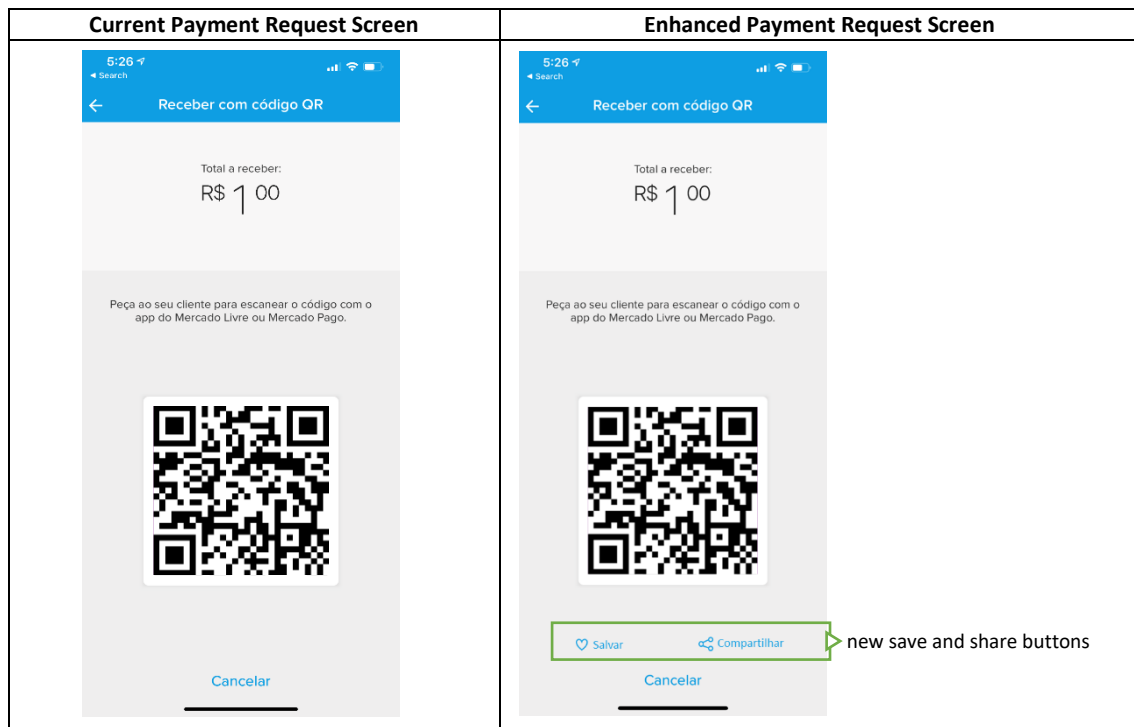 Current Payment Request Screen
Enhanced Payment Request Screen
5:26
Search
Receber com código QR
Total a receber:
R$ 1 00
Peça ao seu cliente para escanear o código com o
app do Mercado Livre ou Mercado Pago.
Cancelar
5:26
Search
Receber com código QR
Total a receber:
R$ 1 00
Peça ao seu cliente para escanear o código com o
app do Mercado Livre ou Mercado Pago.
Salvar
Compartilhar
new save and share buttons
Cancelar